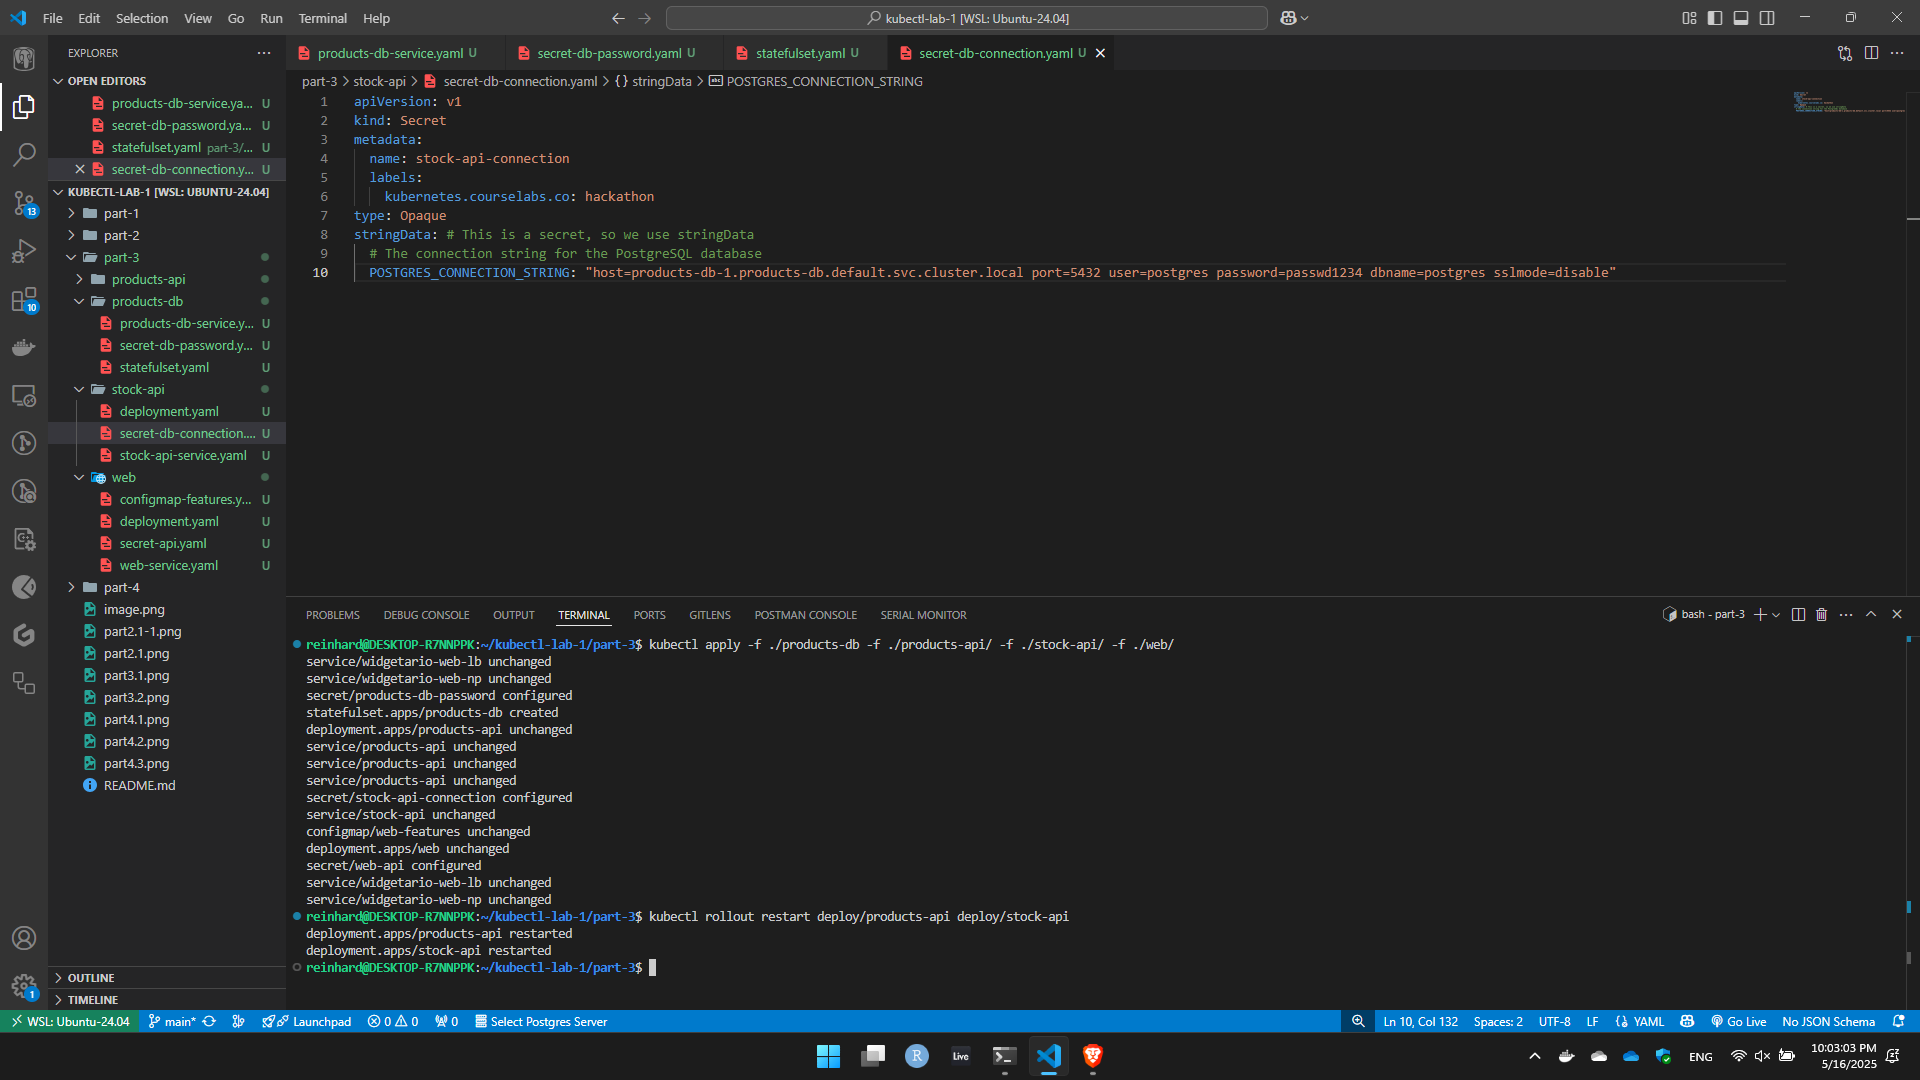 File Edit Selection View Go Run Terminal Help
kubectl-lab-1 [WSL: Ubuntu-24.04]
EXPLORER
OPEN EDITORS
products-db-service.ya... U
secret-db-password.ya... U
statefulset.yaml part-3/... U
secret-db-connection.y... U
KUBECTL-LAB-1 [WSL: UBUNTU-24.04]
part-1
part-2
part-3
products-api
products-db
products-db-service.y... U
secret-db-password.y... U
statefulset.yaml U
stock-api
deployment.yaml U
secret-db-connection.... U
stock-api-service.yaml U
web
configmap-features.y... U
deployment.yaml U
secret-api.yaml U
web-service.yaml U
part-4
image.png
part2.1-1.png
part2.1.png
part3.1.png
part3.2.png
part4.1.png
part4.2.png
part4.3.png
README.md
OUTLINE
TIMELINE
13
10
1
products-db-service.yaml U secret-db-password.yaml U statefulset.yaml U secret-db-connection.yaml U
part-3 > stock-api > secret-db-connection.yaml > {} stringData > POSTGRES_CONNECTION_STRING
1 apiVersion: v1
2 kind: Secret
3 metadata:
4 name: stock-api-connection
5 labels:
6 kubernetes.courselabs.co: hackathon
7 type: Opaque
8 stringData: # This is a secret, so we use stringData
9 # The connection string for the PostgreSQL database
10 POSTGRES_CONNECTION_STRING: "host=products-db-1.products-db.default.svc.cluster.local port=5432 user=postgres password=passwd1234 dbname=postgres sslmode=disable"
PROBLEMS DEBUG CONSOLE OUTPUT TERMINAL PORTS GITLENS POSTMAN CONSOLE SERIAL MONITOR
bash - part-3
reinhard@DESKTOP-R7NNPPK:~/kubectl-lab-1/part-3$ kubectl apply -f ./products-db -f ./products-api/ -f ./stock-api/ -f ./web/
service/widgetario-web-lb unchanged
service/widgetario-web-np unchanged
secret/products-db-password configured
statefulset.apps/products-db created
deployment.apps/products-api unchanged
service/products-api unchanged
service/products-api unchanged
service/products-api unchanged
secret/stock-api-connection configured
service/stock-api unchanged
configmap/web-features unchanged
deployment.apps/web unchanged
secret/web-api configured
service/widgetario-web-lb unchanged
service/widgetario-web-np unchanged
reinhard@DESKTOP-R7NNPPK:~/kubectl-lab-1/part-3$ kubectl rollout restart deploy/products-api deploy/stock-api
deployment.apps/products-api restarted
deployment.apps/stock-api restarted
reinhard@DESKTOP-R7NNPPK:~/kubectl-lab-1/part-3$
WSL: Ubuntu-24.04 main* Launchpad 0 0 0 Select Postgres Server
Ln 10, Col 132 Spaces: 2 UTF-8 LF {} YAML Go Live No JSON Schema
R Live
ENG
10:03:03 PM
5/16/2025